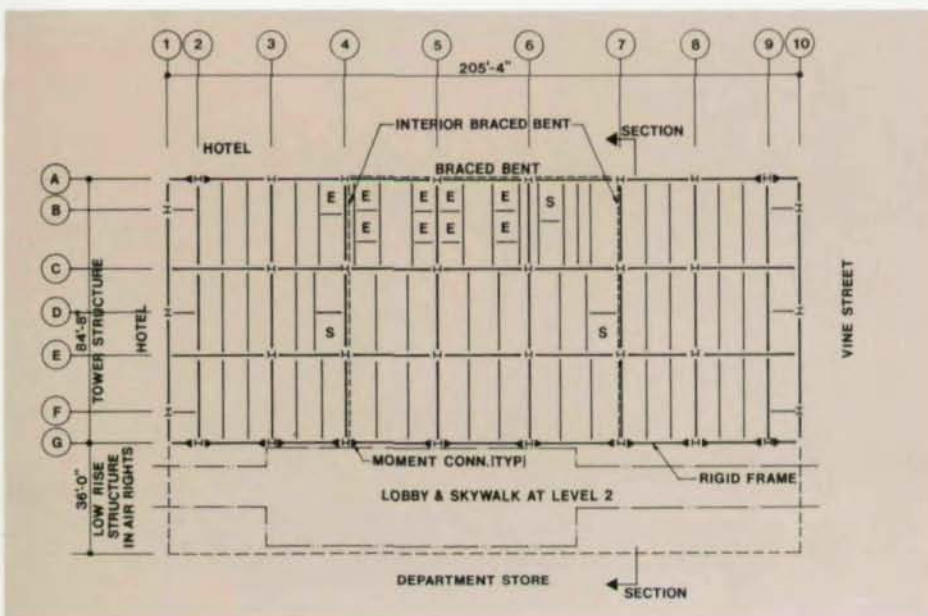 1 2 3 4 5 6 7 8 9 10
205'-4"
INTERIOR BRACED BENT
SECTION
HOTEL
BRACED BENT
A
B
C
D
E
F
G
E E E E E S
E E E E
S S
TOWER STRUCTURE
84'-8"
HOTEL
VINE STREET
MOMENT CONN.(TYP)
RIGID FRAME
36'-0"
LOW RISE
STRUCTURE
IN AIR RIGHTS
LOBBY & SKYWALK AT LEVEL 2
DEPARTMENT STORE
SECTION